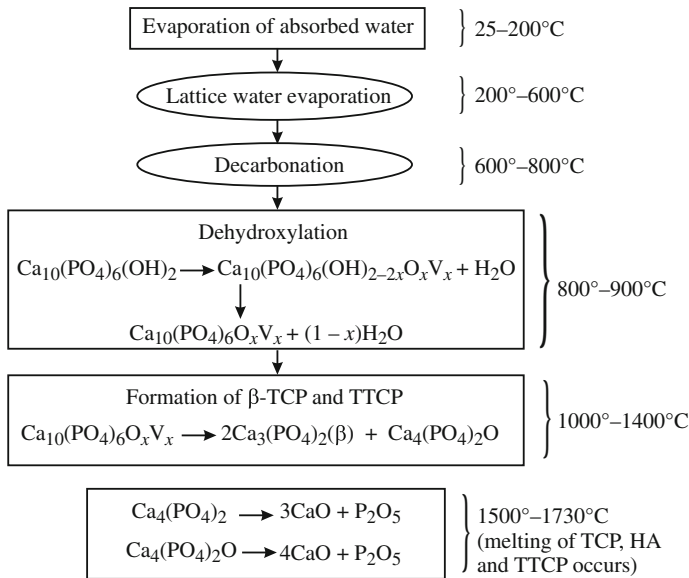 Evaporation of absorbed water
25–200°C
Lattice water evaporation
200°–600°C
Decarbonation
600°–800°C
Dehydroxylation
Ca₁₀(PO₄)₆(OH)₂ → Ca₁₀(PO₄)₆(OH)₂₋₂ₓOₓVₓ + H₂O
Ca₁₀(PO₄)₆OₓVₓ + (1 – x)H₂O
800°–900°C
Formation of β-TCP and TTCP
Ca₁₀(PO₄)₆OₓVₓ → 2Ca₃(PO₄)₂(β) + Ca₄(PO₄)₂O
1000°–1400°C
Ca₄(PO₄)₂ → 3CaO + P₂O₅
Ca₄(PO₄)₂O → 4CaO + P₂O₅
1500°–1730°C
(melting of TCP, HA
and TTCP occurs)